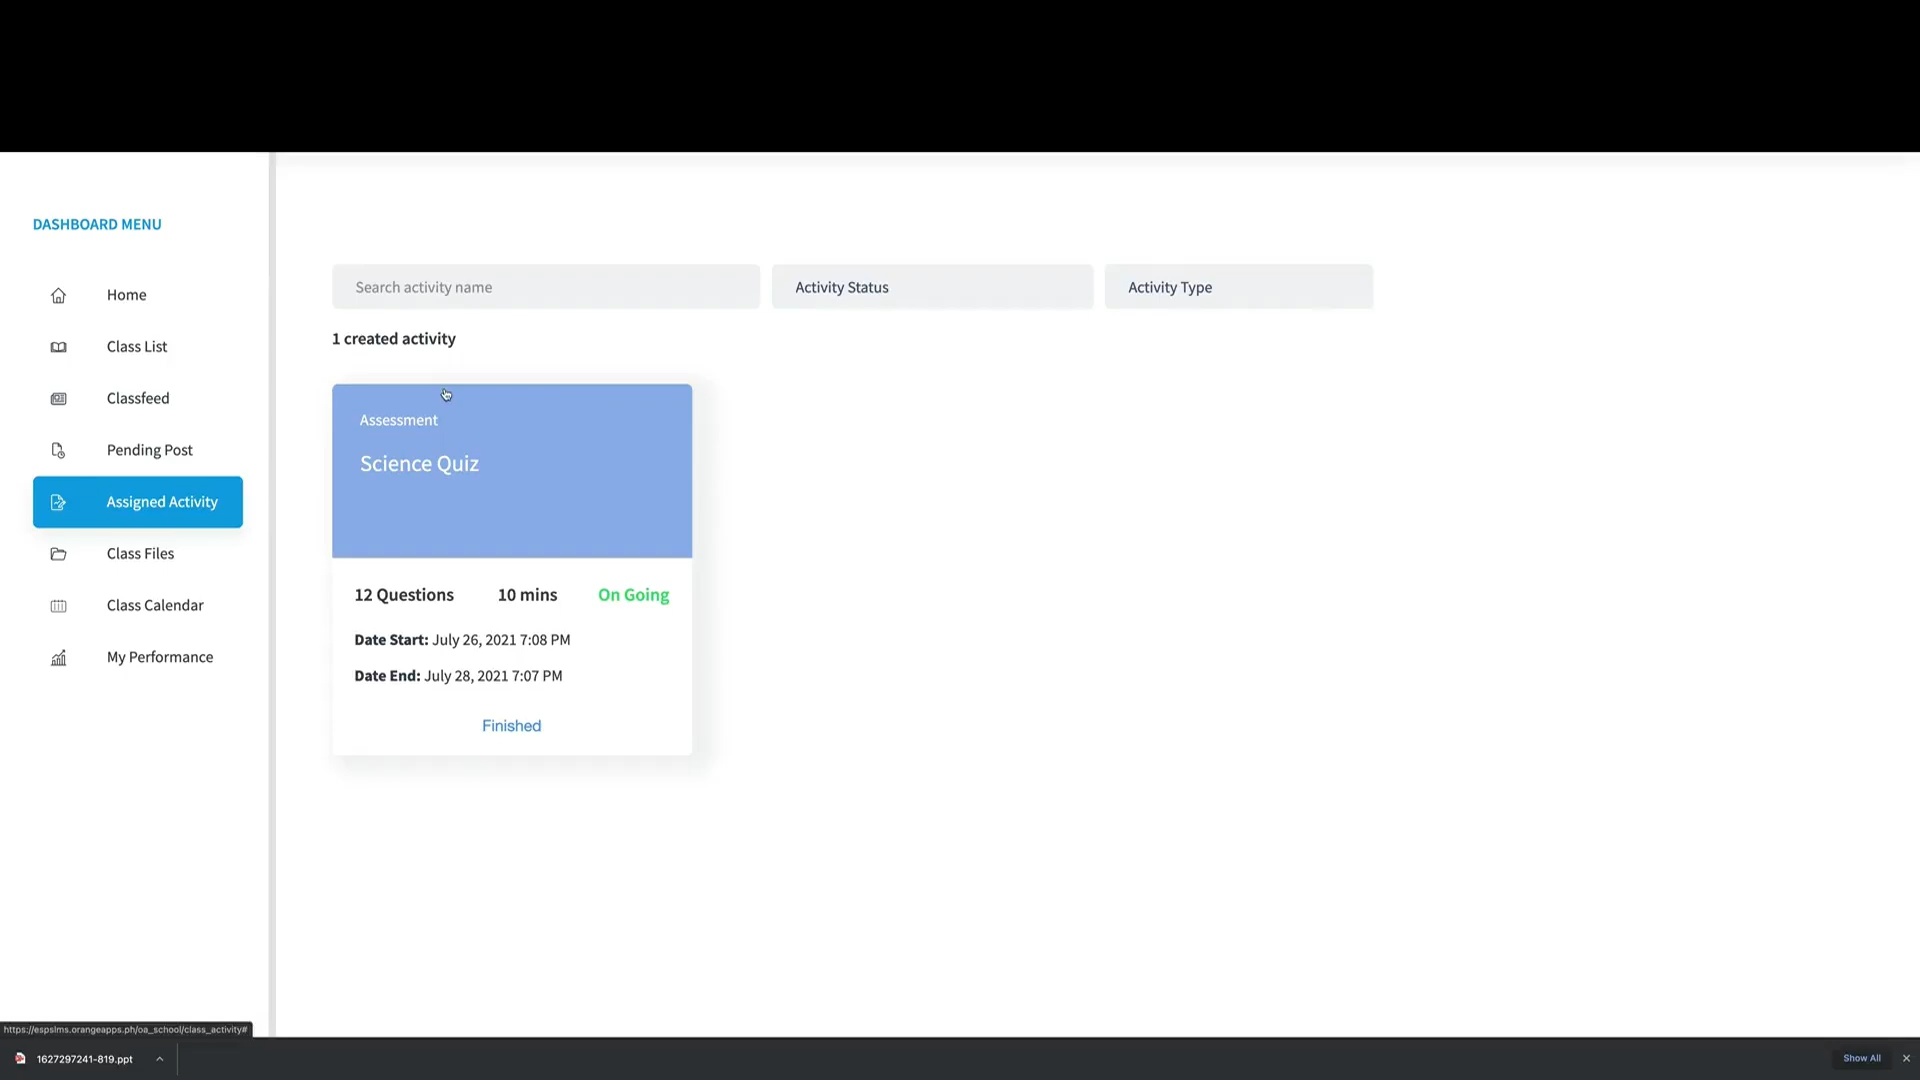 DASHBOARD MENU
Home
Class List
Classfeed
Pending Post
Assigned Activity
Class Files
Class Calendar
My Performance
Search activity name
Activity Status
Activity Type
1 created activity
Assessment
Science Quiz
12 Questions 10 mins On Going
Date Start: July 26, 2021 7:08 PM
Date End: July 28, 2021 7:07 PM
Finished
https://espslms.orangeapps.ph/oa_school/class_activity#
1627297241-819.ppt
Show All